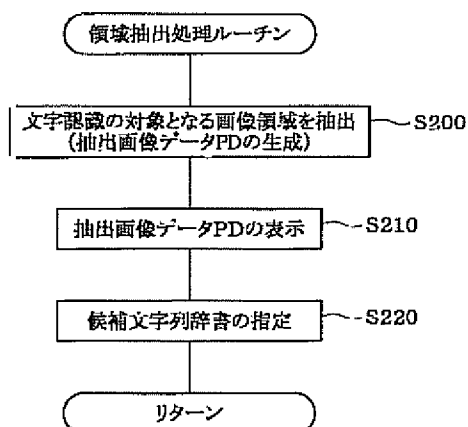 領域抽出処理ルーチン
文字認識の対象となる画像領域を抽出
(抽出画像データPDの生成)
S200
抽出画像データPDの表示
S210
候補文字列辞書の指定
S220
リターン